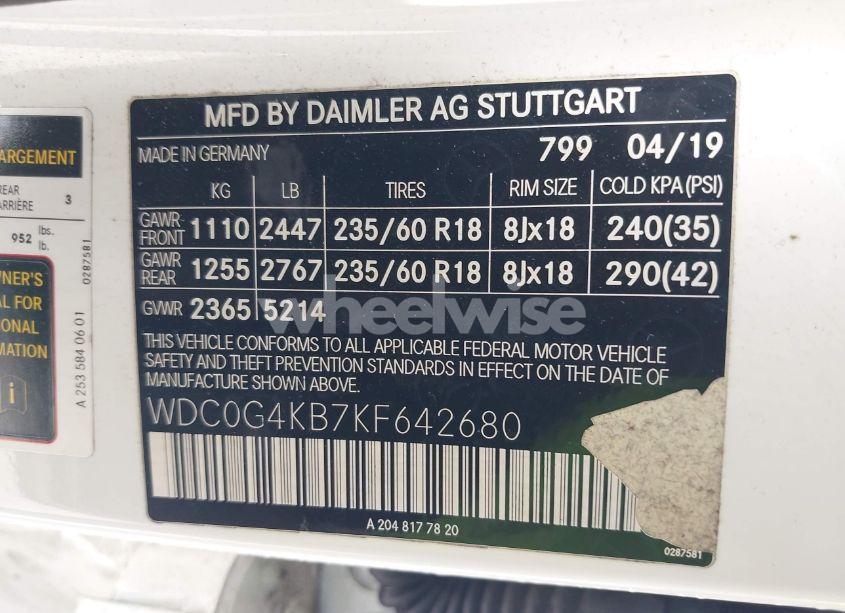 ARGEMENT
REAR
ARRIÈRE 3
952 lbs.
lb.
0287581
WNER'S
AL FOR
IONAL
MATION
i
A 253 584 06 01
MFD BY DAIMLER AG STUTTGART
MADE IN GERMANY 799 04/19
KG LB TIRES RIM SIZE COLD KPA(PSI)
GAWR-FRONT 1110 2447 235/60 R18 8Jx18 240(35)
GAWR REAR 1255 2767 235/60 R18 8Jx18 290(42)
GVWR 2365 5214
wheelwise
THIS VEHICLE CONFORMS TO ALL APPLICABLE FEDERAL MOTOR VEHICLE
SAFETY AND THEFT PREVENTION STANDARDS IN EFFECT ON THE DATE OF
MANUFACTURE SHOWN ABOVE.
WDC0G4KB7KF642680
A 204 817 78 20
0287581